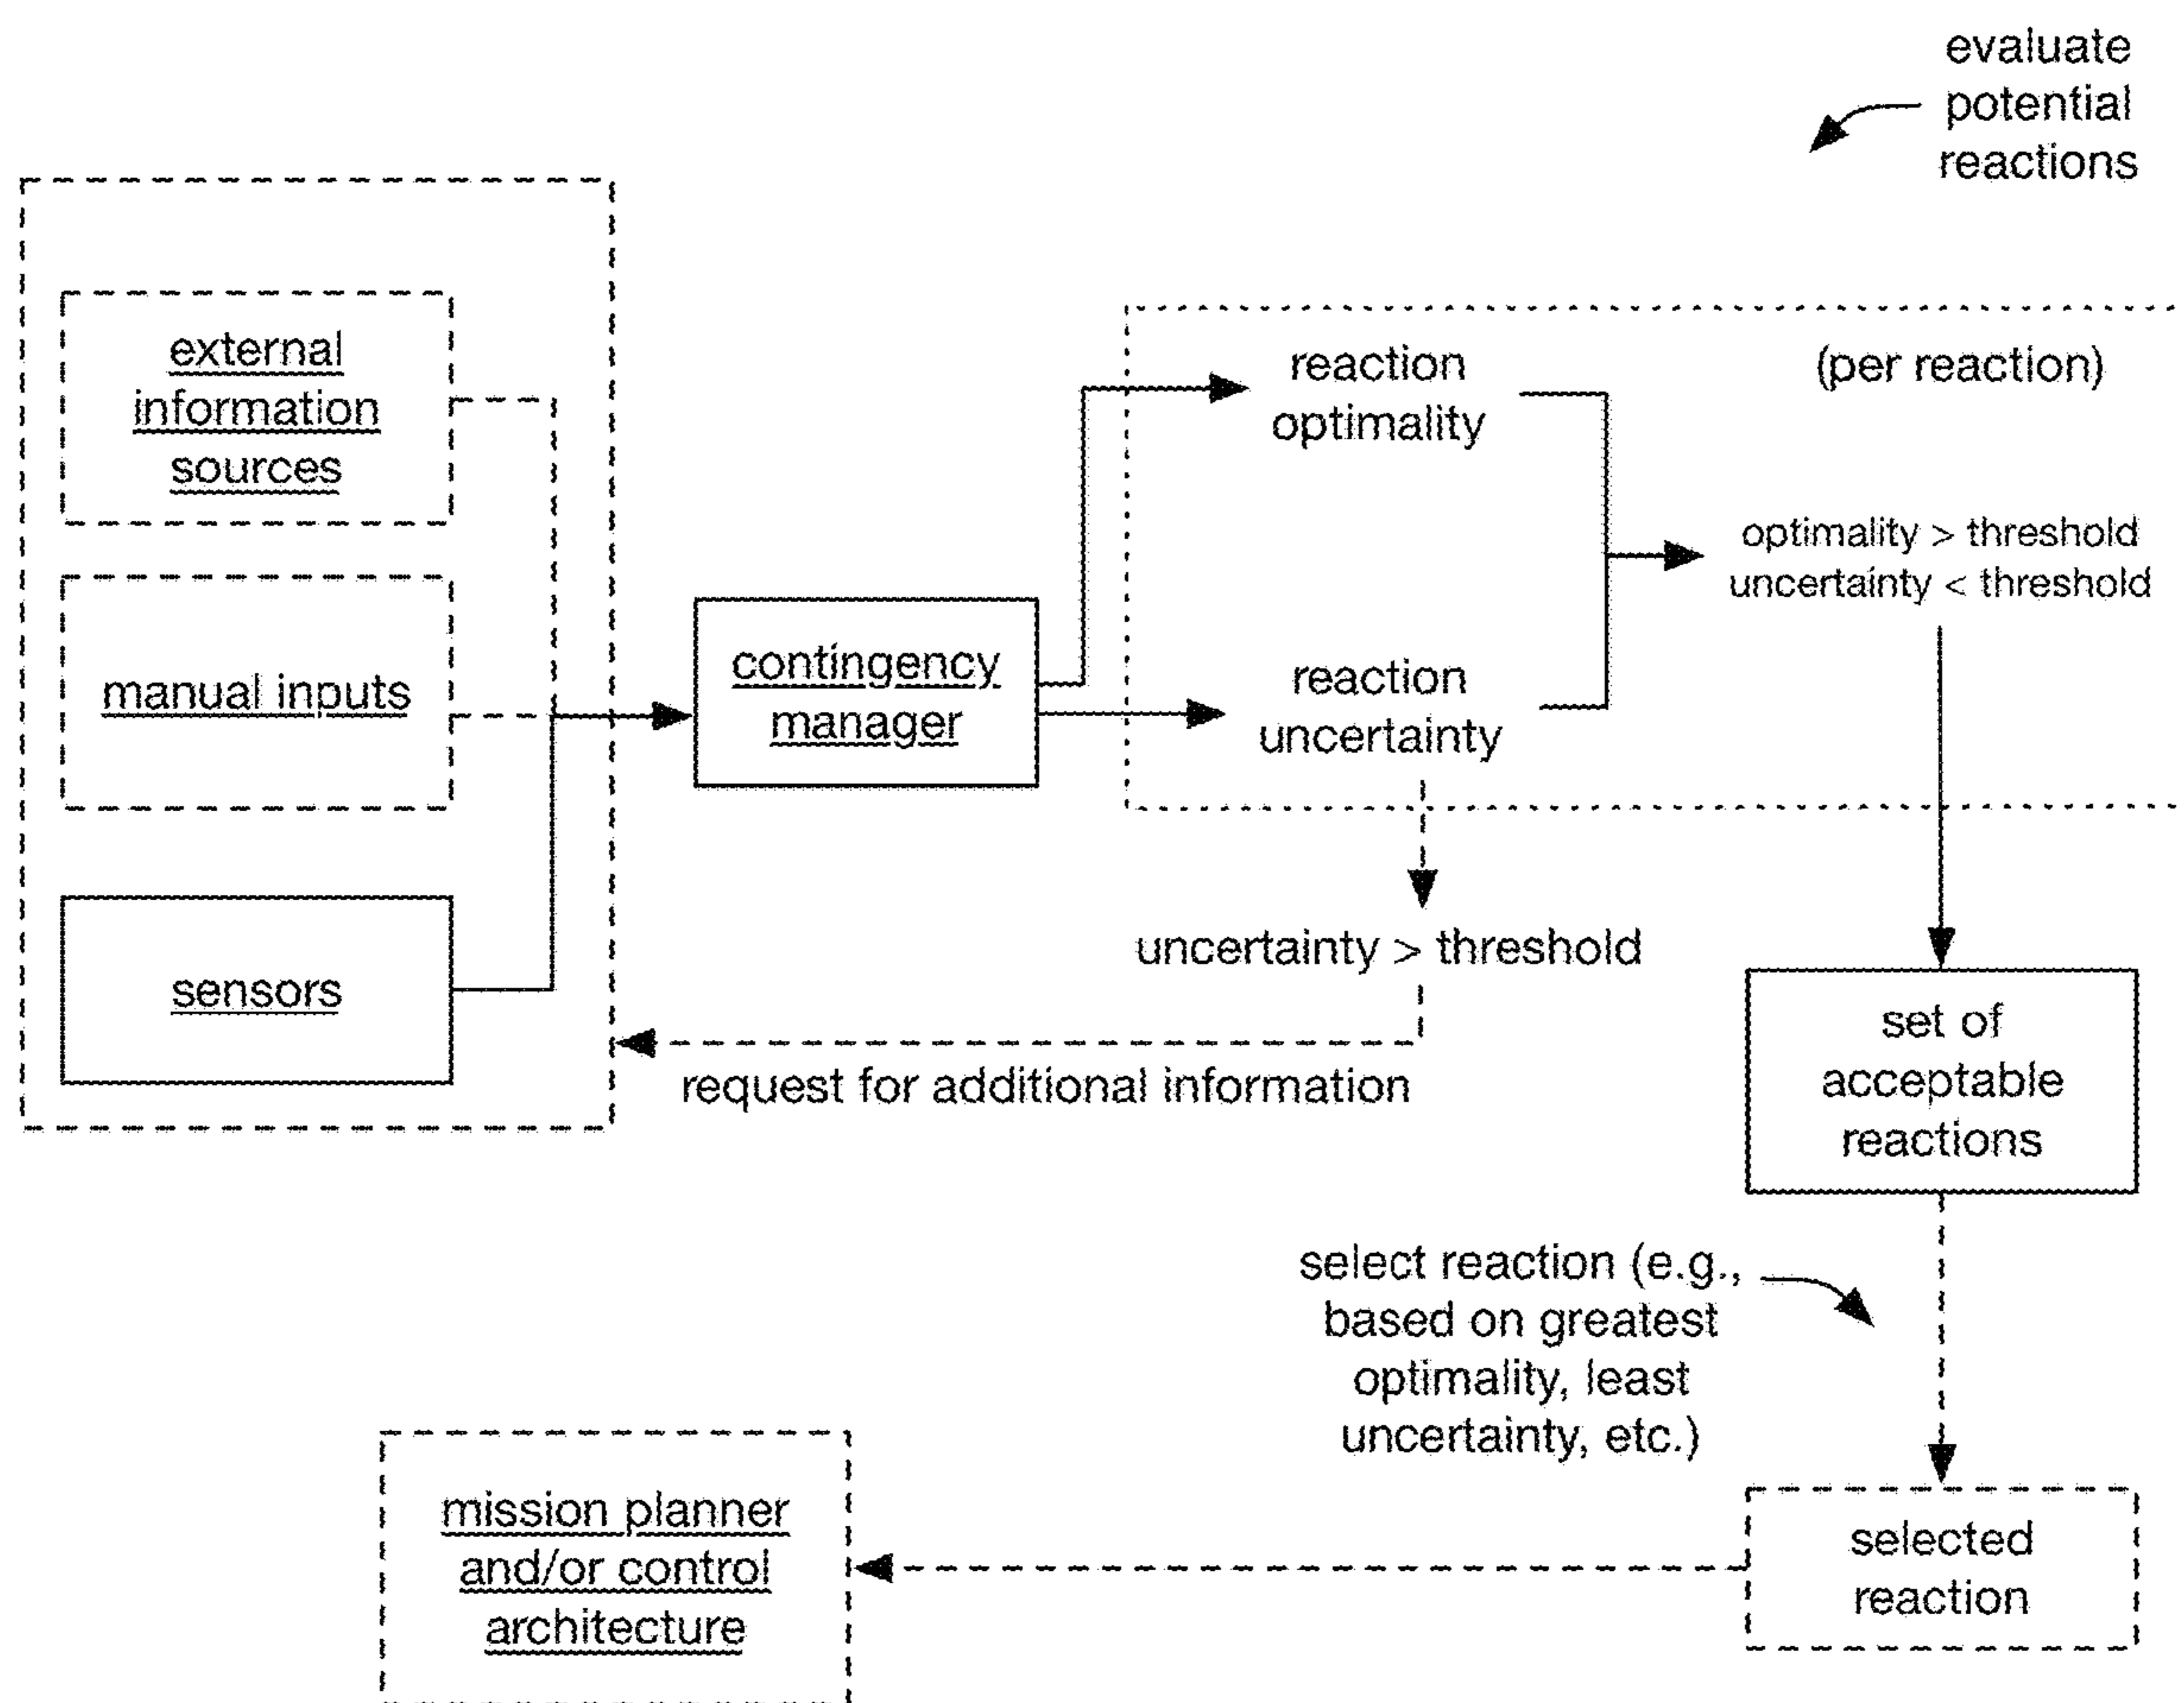 evaluate
potential
reactions
external
information
sources
manual inputs
sensors
contingency
manager
reaction
optimality
(per reaction)
reaction
uncertainty
optimality > threshold
uncertainty < threshold
uncertainty > threshold
request for additional information
set of
acceptable
reactions
select reaction (e.g.,
based on greatest
optimality, least
uncertainty, etc.)
selected
reaction
mission planner
and/or control
architecture